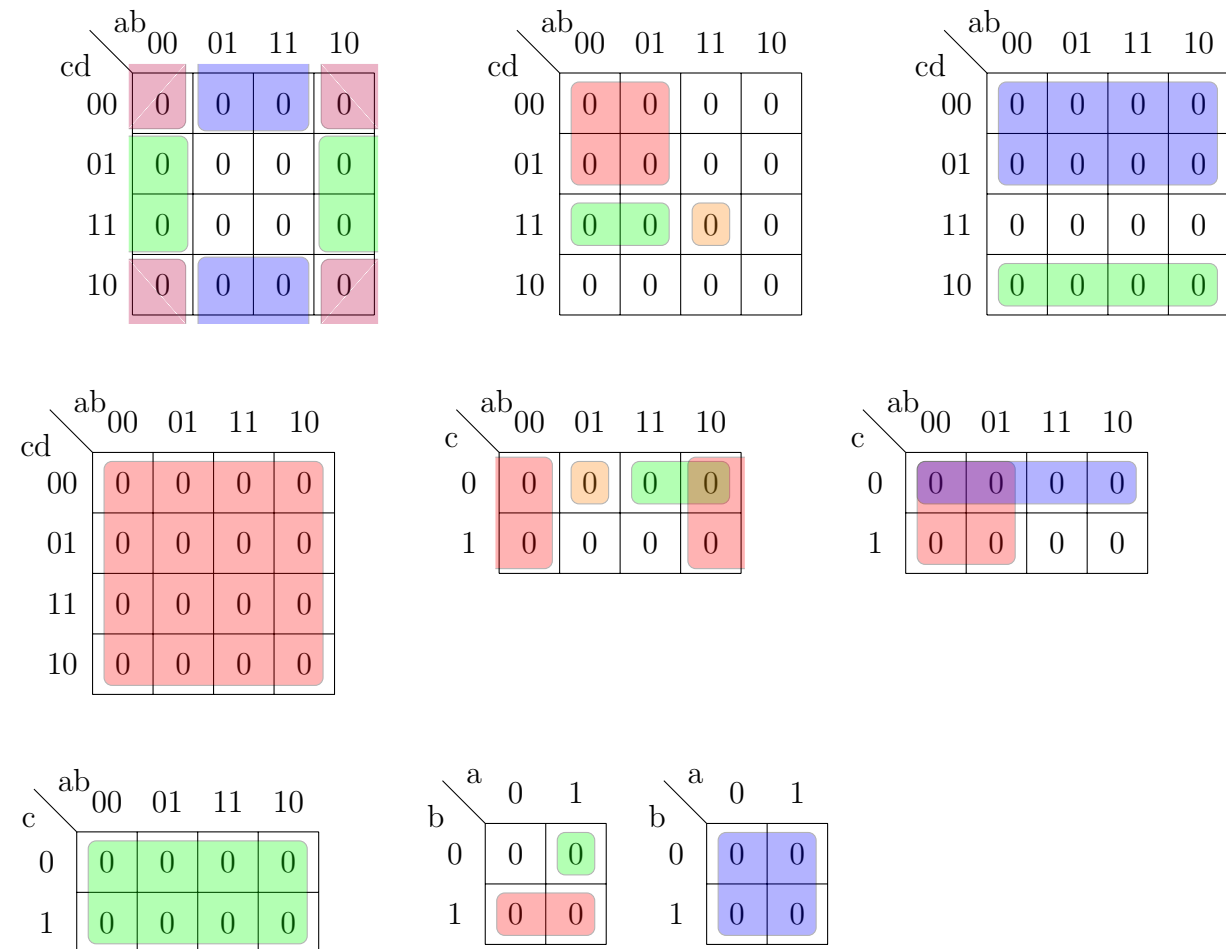 ab ab ab
00 01 11 10 00 01 11 10 00 01 11 10
cd cd cd
00 0 0 0 0 00 0 0 0 0 00 0 0 0 0
01 0 0 0 0 01 0 0 0 0 01 0 0 0 0
11 0 0 0 0 11 0 0 0 0 11 0 0 0 0
10 0 0 0 0 10 0 0 0 0 10 0 0 0 0
ab ab ab
00 01 11 10 00 01 11 10 00 01 11 10
cd c c
00 0 0 0 0 0 0 0 0 0 0 0 0 0 0
01 0 0 0 0 1 0 0 0 0 1 0 0 0 0
11 0 0 0 0
10 0 0 0 0
ab a a
00 01 11 10 0 1 0 1
c b b
0 0 0 0 0 0 0 0 0 0 0
1 0 0 0 0 1 0 0 1 0 0